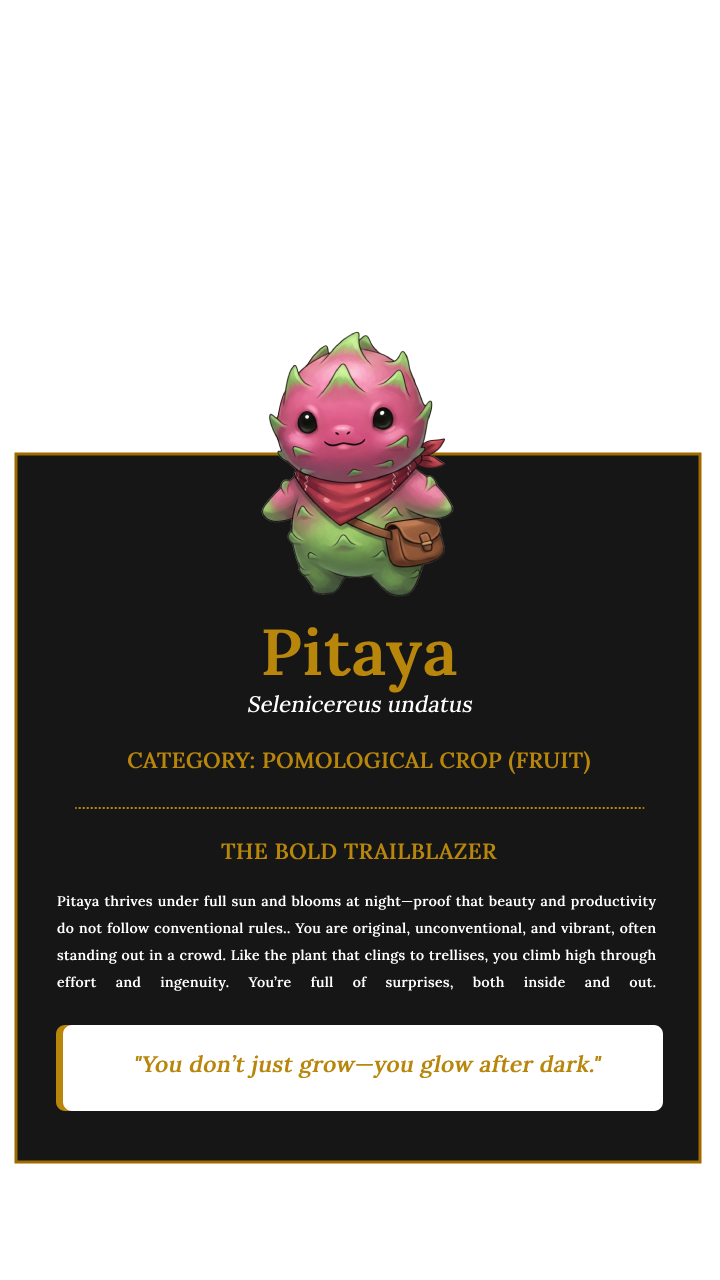 Pitaya
Selenicereus undatus
CATEGORY: POMOLOGICAL CROP (FRUIT)
THE BOLD TRAILBLAZER
Pitaya thrives under full sun and blooms at night—proof that beauty and productivity
do not follow conventional rules.. You are original, unconventional, and vibrant, often
standing out in a crowd. Like the plant that clings to trellises, you climb high through
effort and ingenuity. You’re full of surprises, both inside and out.
"You don’t just grow—you glow after dark."